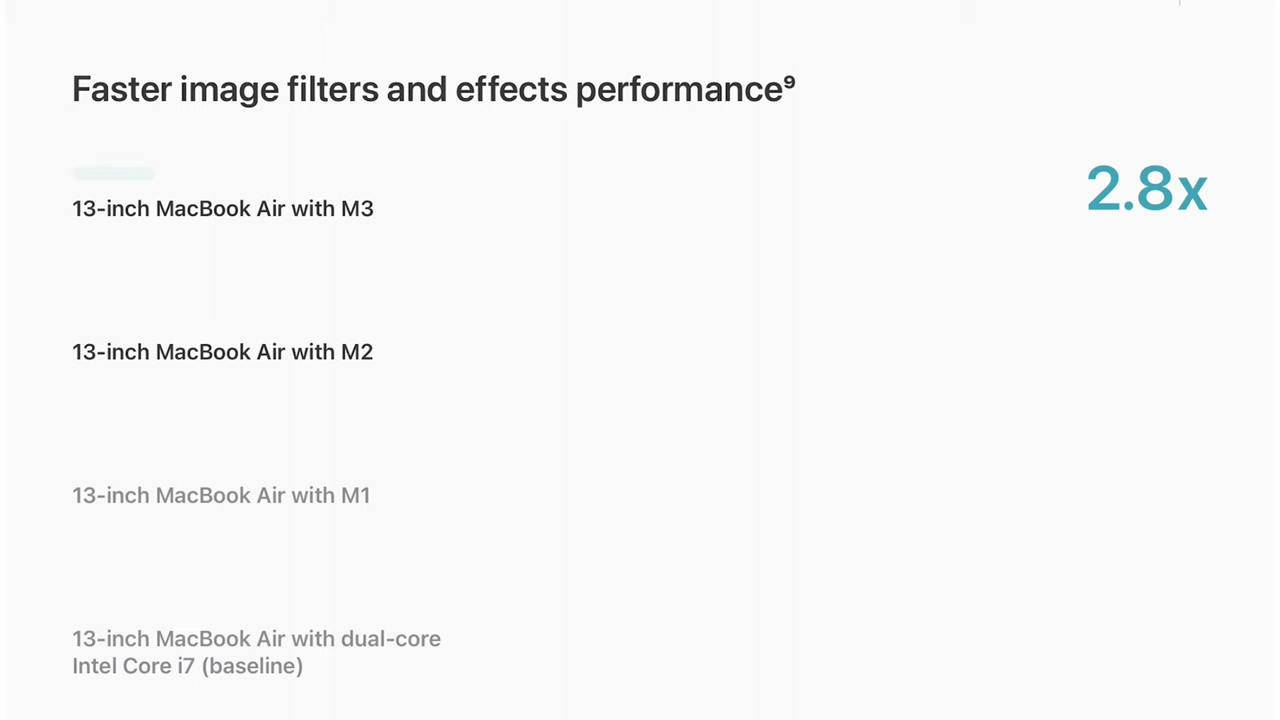 Faster image filters and effects performance⁹
13-inch MacBook Air with M3
2.8x
13-inch MacBook Air with M2
13-inch MacBook Air with M1
13-inch MacBook Air with dual-core
Intel Core i7 (baseline)